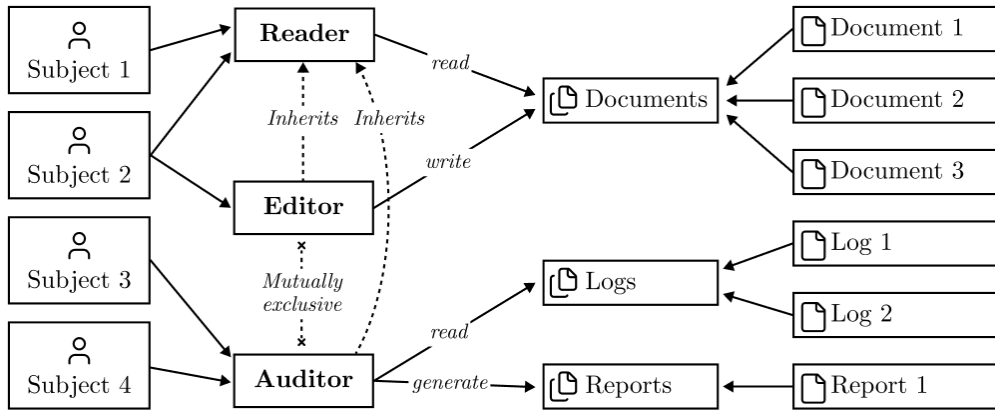 Subject 1
Subject 2
Subject 3
Subject 4
Reader
Inherits
Inherits
Editor
Mutually
exclusive
Auditor
read
write
read
generate
Documents
Logs
Reports
Document 1
Document 2
Document 3
Log 1
Log 2
Report 1